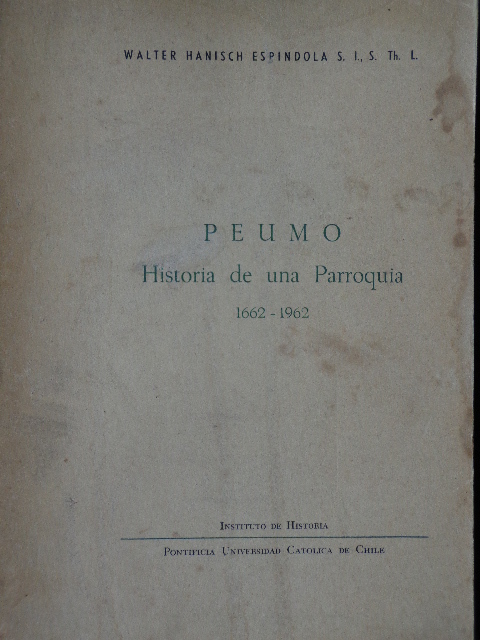 WALTER HANISCH ESPINDOLA S. I., S. Th. L.
PEUMO
Historia de una Parroquia
1662 - 1962
INSTITUTO DE HISTORIA
PONTIFICIA UNIVERSIDAD CATOLICA DE CHILE